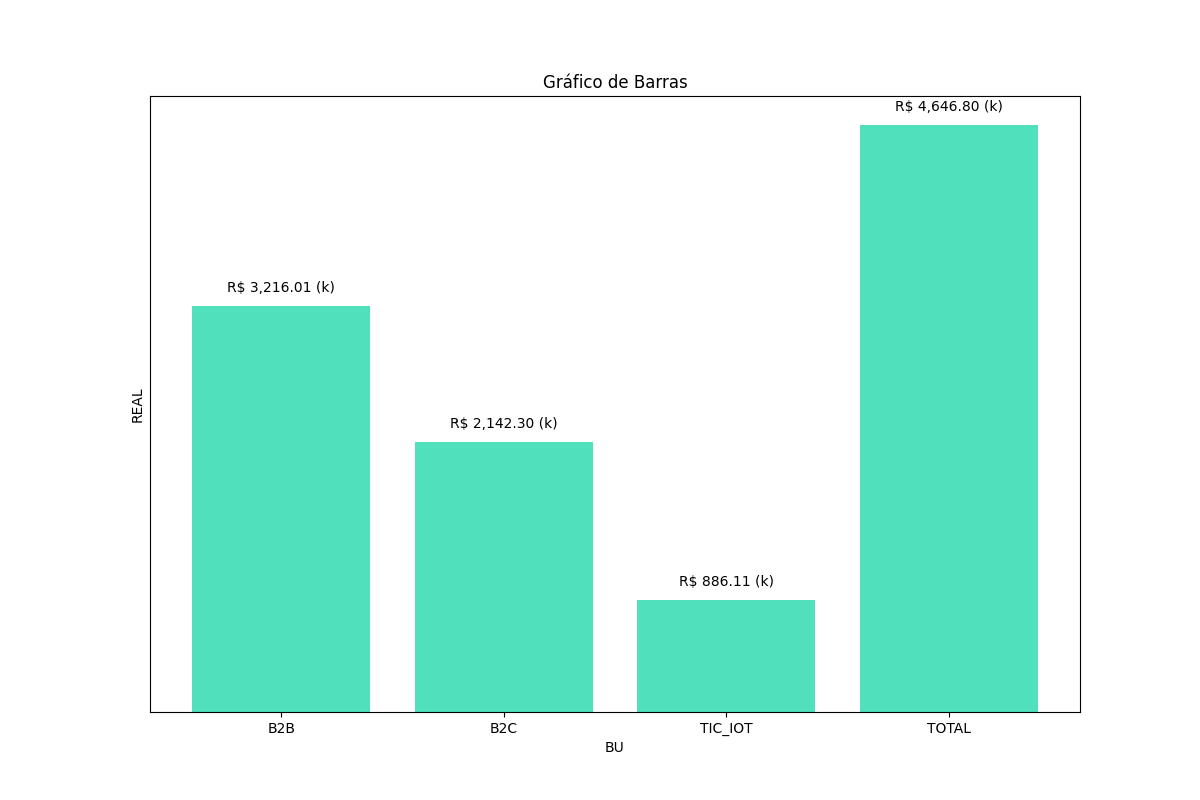 Gráfico de Barras
R$ 4,646.80 (k)
R$ 3,216.01 (k)
R$ 2,142.30 (k)
R$ 886.11 (k)
REAL
B2B
B2C
TIC_IOT
TOTAL
BU